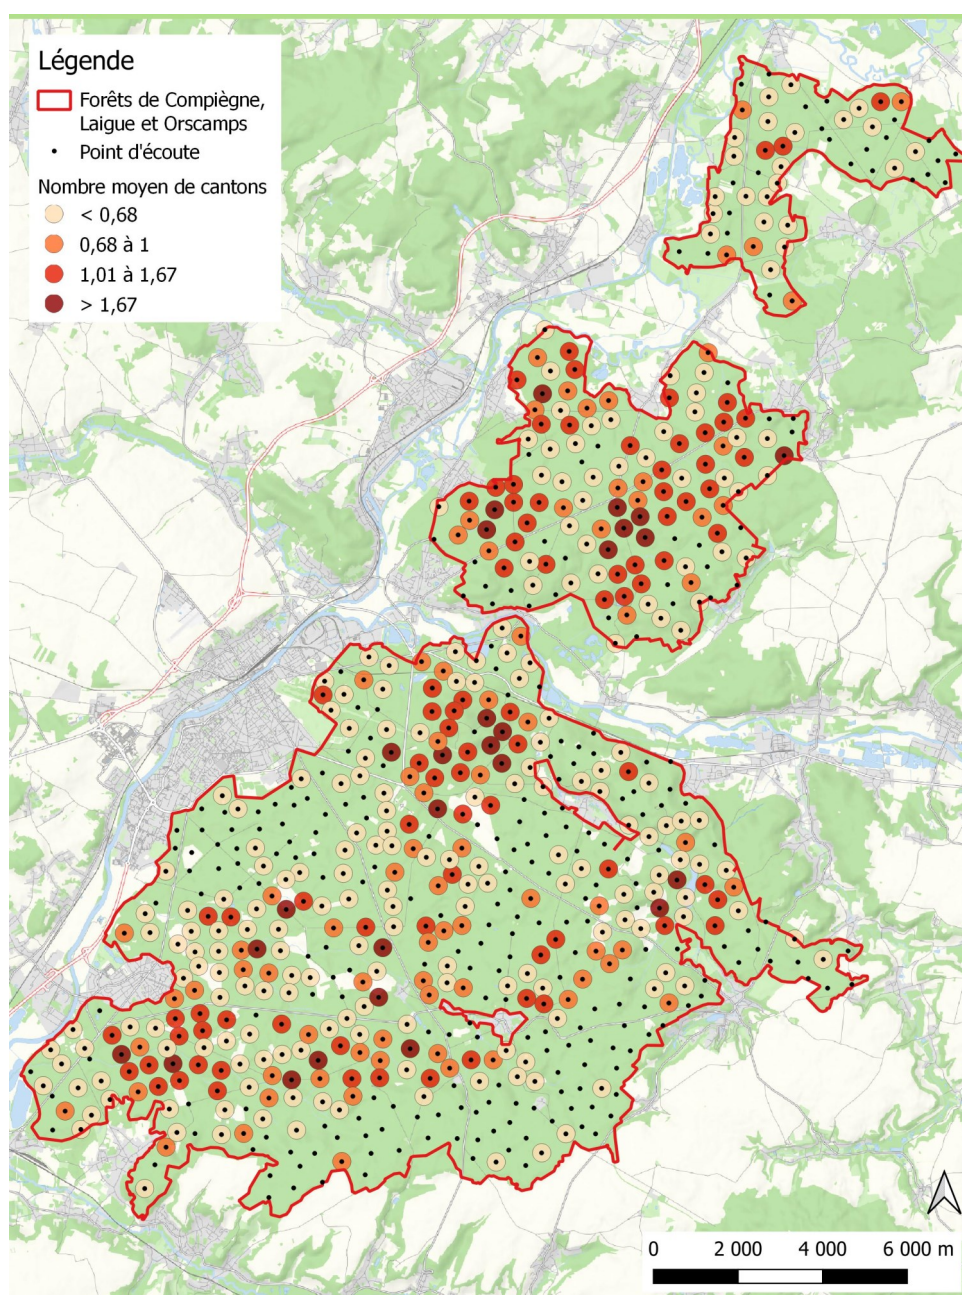 Légende
Forêts de Compiègne,
Laigue et Orscamps
Point d'écoute
Nombre moyen de cantons
< 0,68
0,68 à 1
1,01 à 1,67
> 1,67
0 2 000 4 000 6 000 m